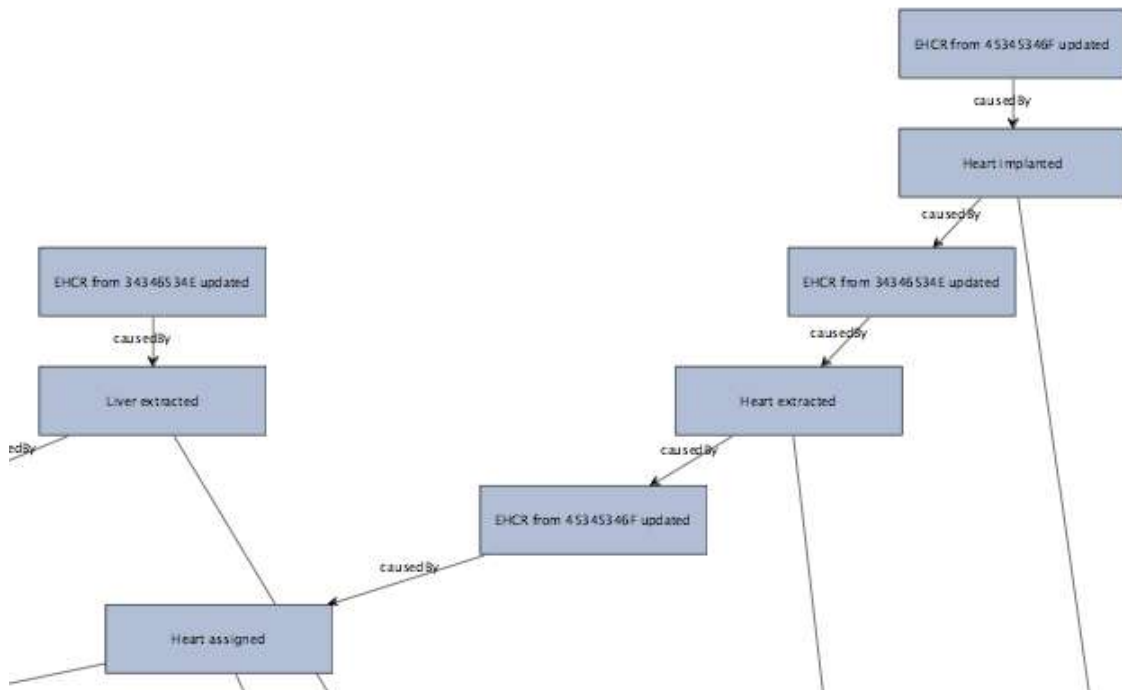 EHCR from 45345346F updated
causedBy
Heart implanted
causedBy
EHCR from 34346534E updated
EHCR from 34346534E updated
causedBy
causedBy
Liver extracted
Heart extracted
edBy
causedBy
EHCR from 45345346F updated
causedBy
Heart assigned